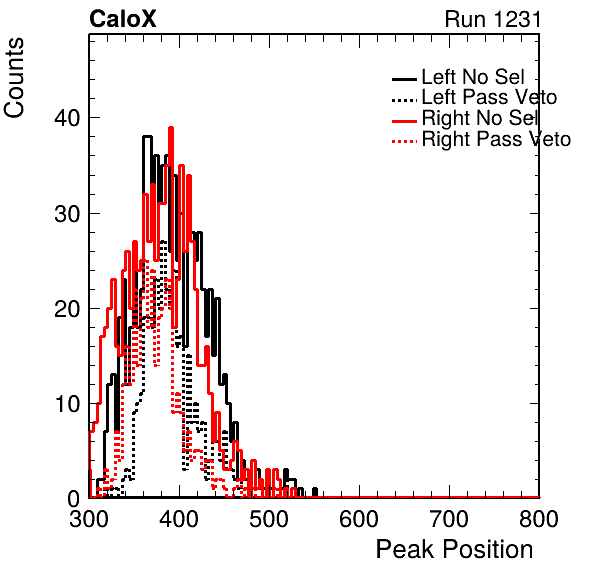 CaloX Run 1231
Counts
Left No Sel
Left Pass Veto
Right No Sel
Right Pass Veto
40
30
20
10
0
300 400 500 600 700 800
Peak Position